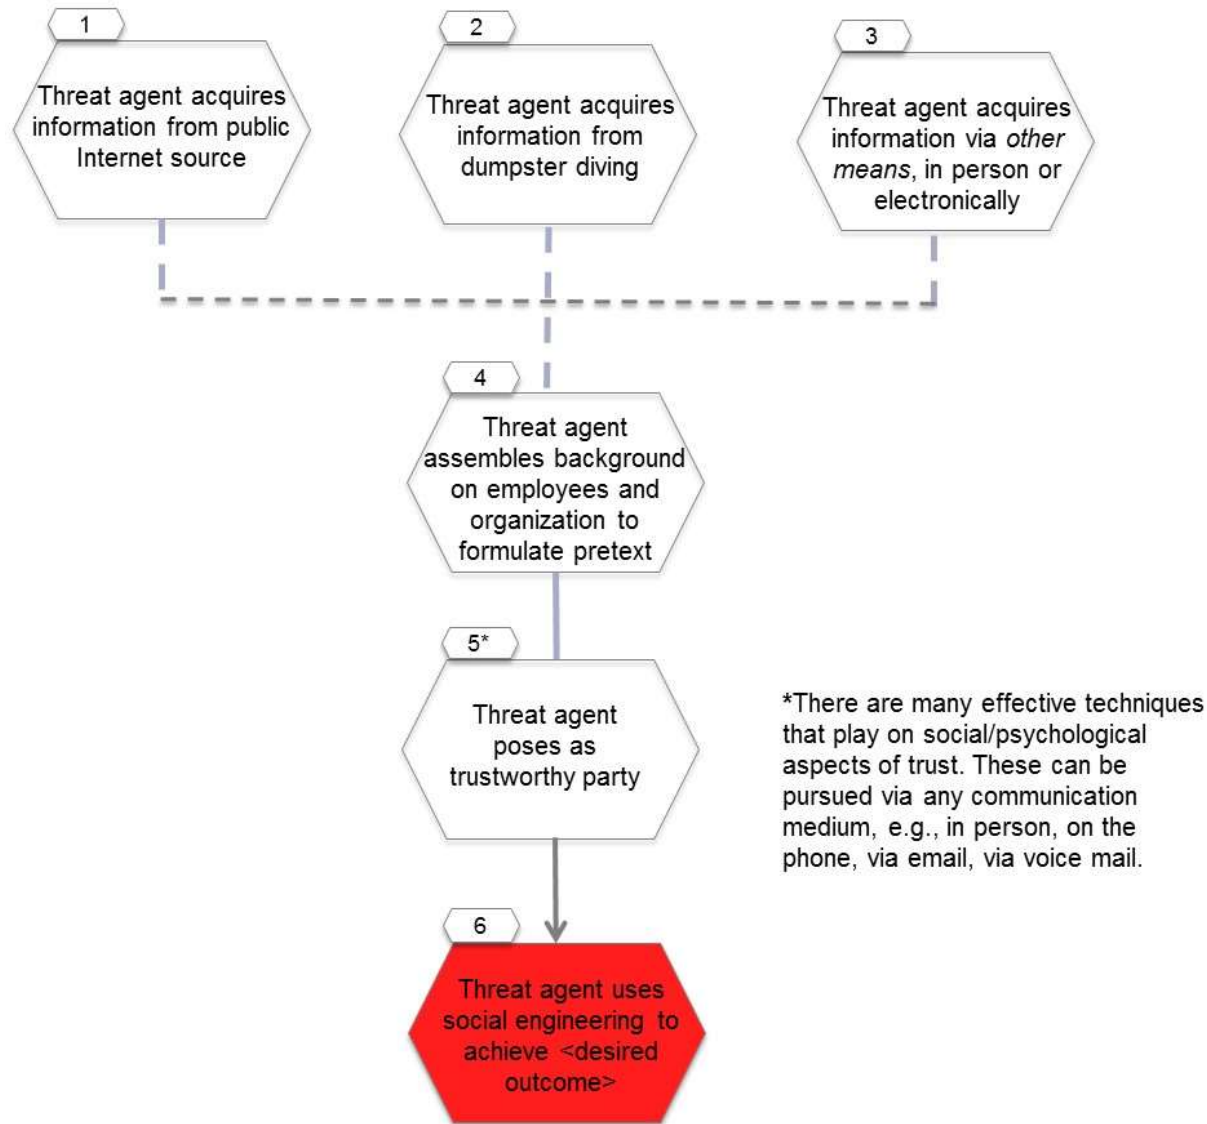 1
Threat agent acquires
information from public
Internet source
2
Threat agent acquires
information from
dumpster diving
3
Threat agent acquires
information via other
means, in person or
electronically
4
Threat agent
assembles background
on employees and
organization to
formulate pretext
5*
Threat agent
poses as
trustworthy party
*There are many effective techniques
that play on social/psychological
aspects of trust. These can be
pursued via any communication
medium, e.g., in person, on the
phone, via email, via voice mail.
6
Threat agent uses
social engineering to
achieve <desired
outcome>